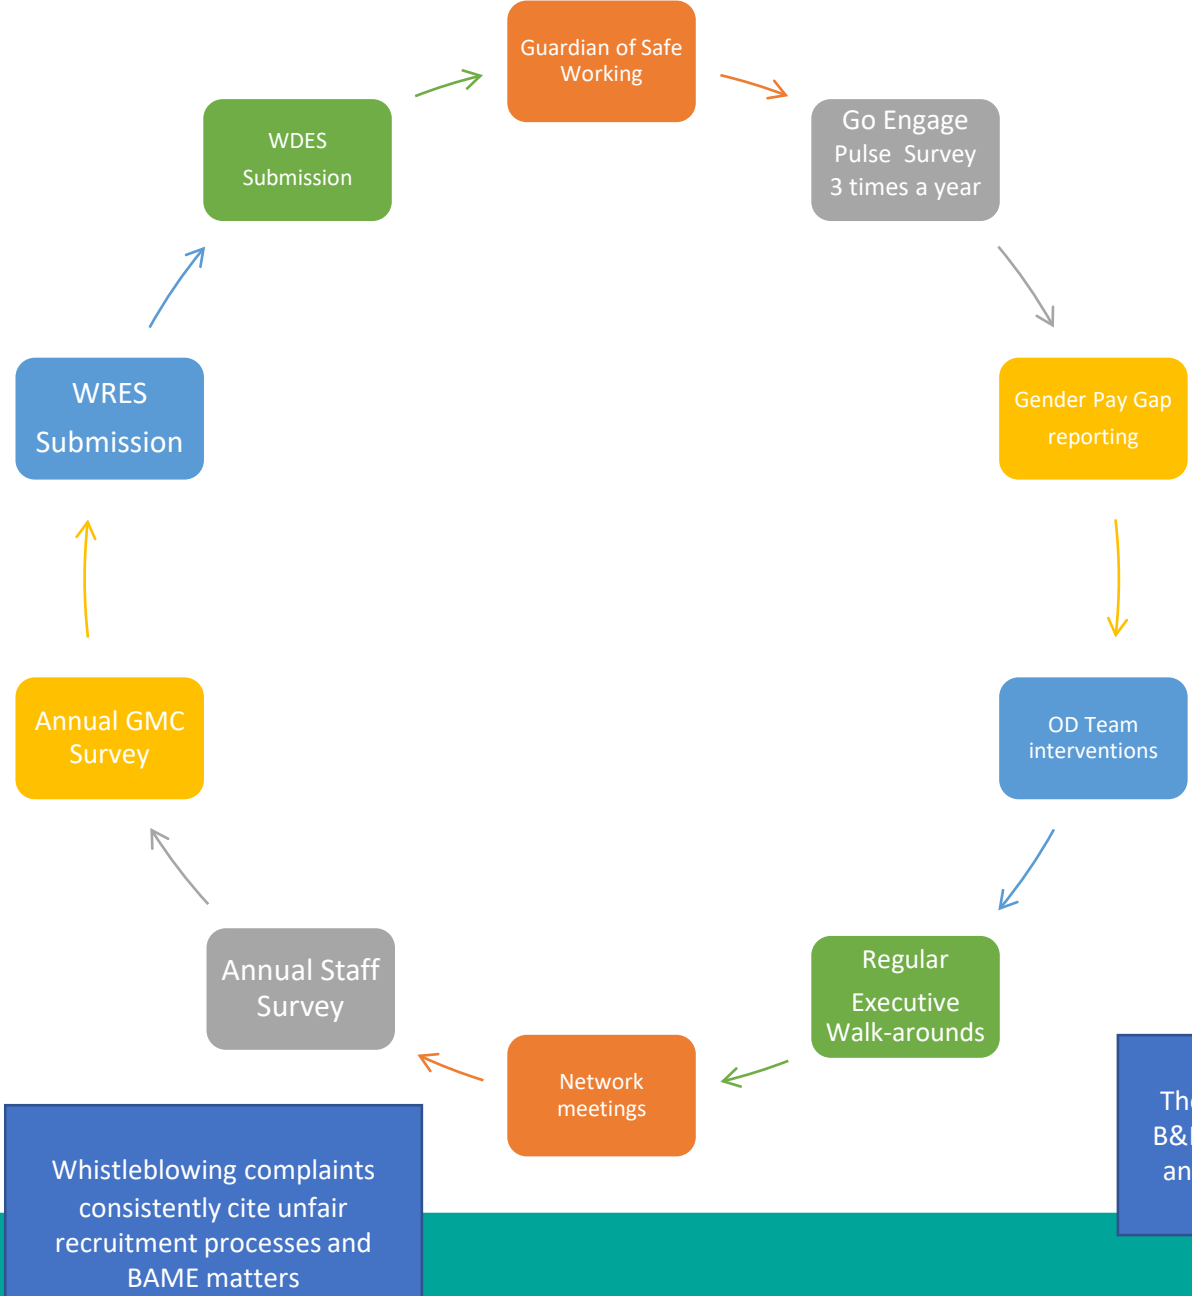 Guardian of Safe
Working
Go Engage
Pulse Survey
3 times a year
Gender Pay Gap
reporting
OD Team
interventions
Regular
Executive
Walk-arounds
Network
meetings
Annual Staff
Survey
Annual GMC
Survey
WRES
Submission
WDES
Submission
Whistleblowing complaints
consistently cite unfair
recruitment processes and
BAME matters